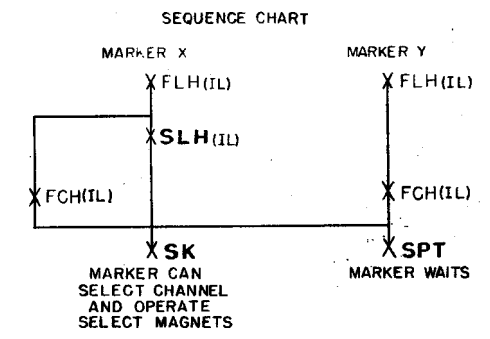 SEQUENCE CHART
MARKER X
MARKER Y
FLH(IL)
FLH(IL)
SLH(IL)
FCH(IL)
FCH(IL)
SK
SPT
MARKER CAN
SELECT CHANNEL
AND OPERATE
SELECT MAGNETS
MARKER WAITS